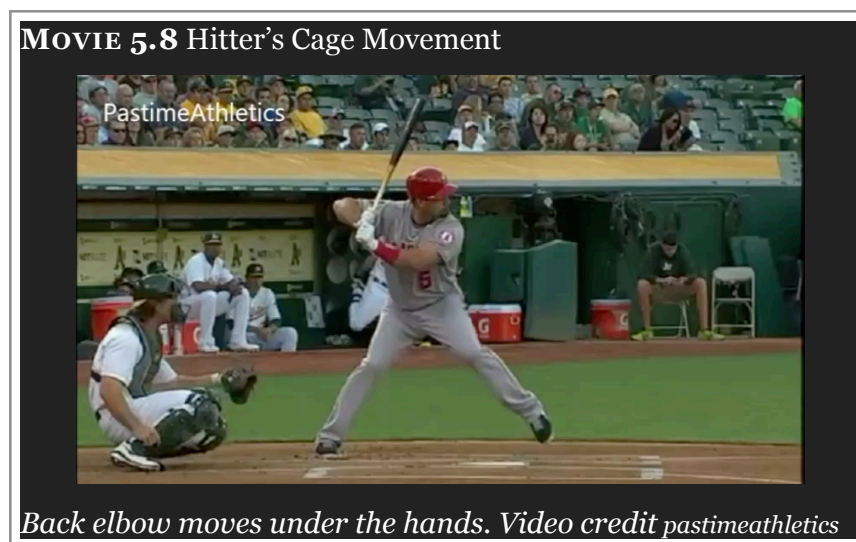 MOVIE 5.8 Hitter's Cage Movement
PastimeAthletics
5
G
G
Back elbow moves under the hands. Video credit pastimeathletics